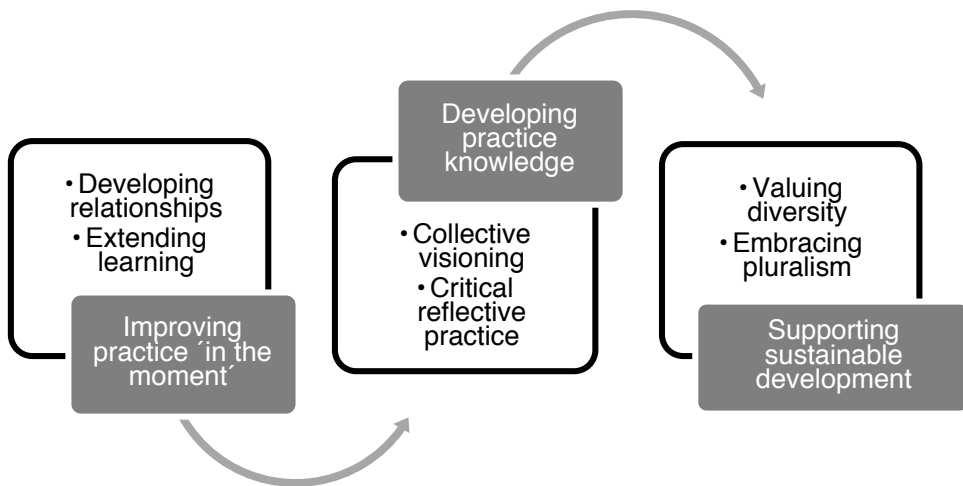 • Developing
relationships
• Extending
learning
Improving
practice ´in the
moment´
Developing
practice
knowledge
• Collective
visioning
• Critical
reflective
practice
• Valuing
diversity
• Embracing
pluralism
Supporting
sustainable
development